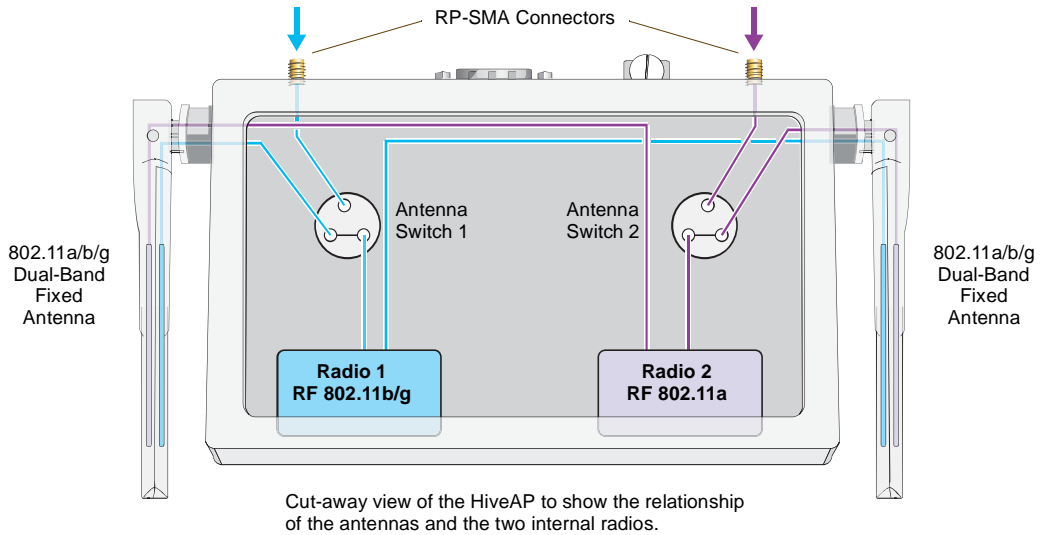 RP-SMA Connectors
Antenna
Switch 1
Antenna
Switch 2
802.11a/b/g
Dual-Band
Fixed
Antenna
802.11a/b/g
Dual-Band
Fixed
Antenna
Radio 1
RF 802.11b/g
Radio 2
RF 802.11a
Cut-away view of the HiveAP to show the relationship
of the antennas and the two internal radios.